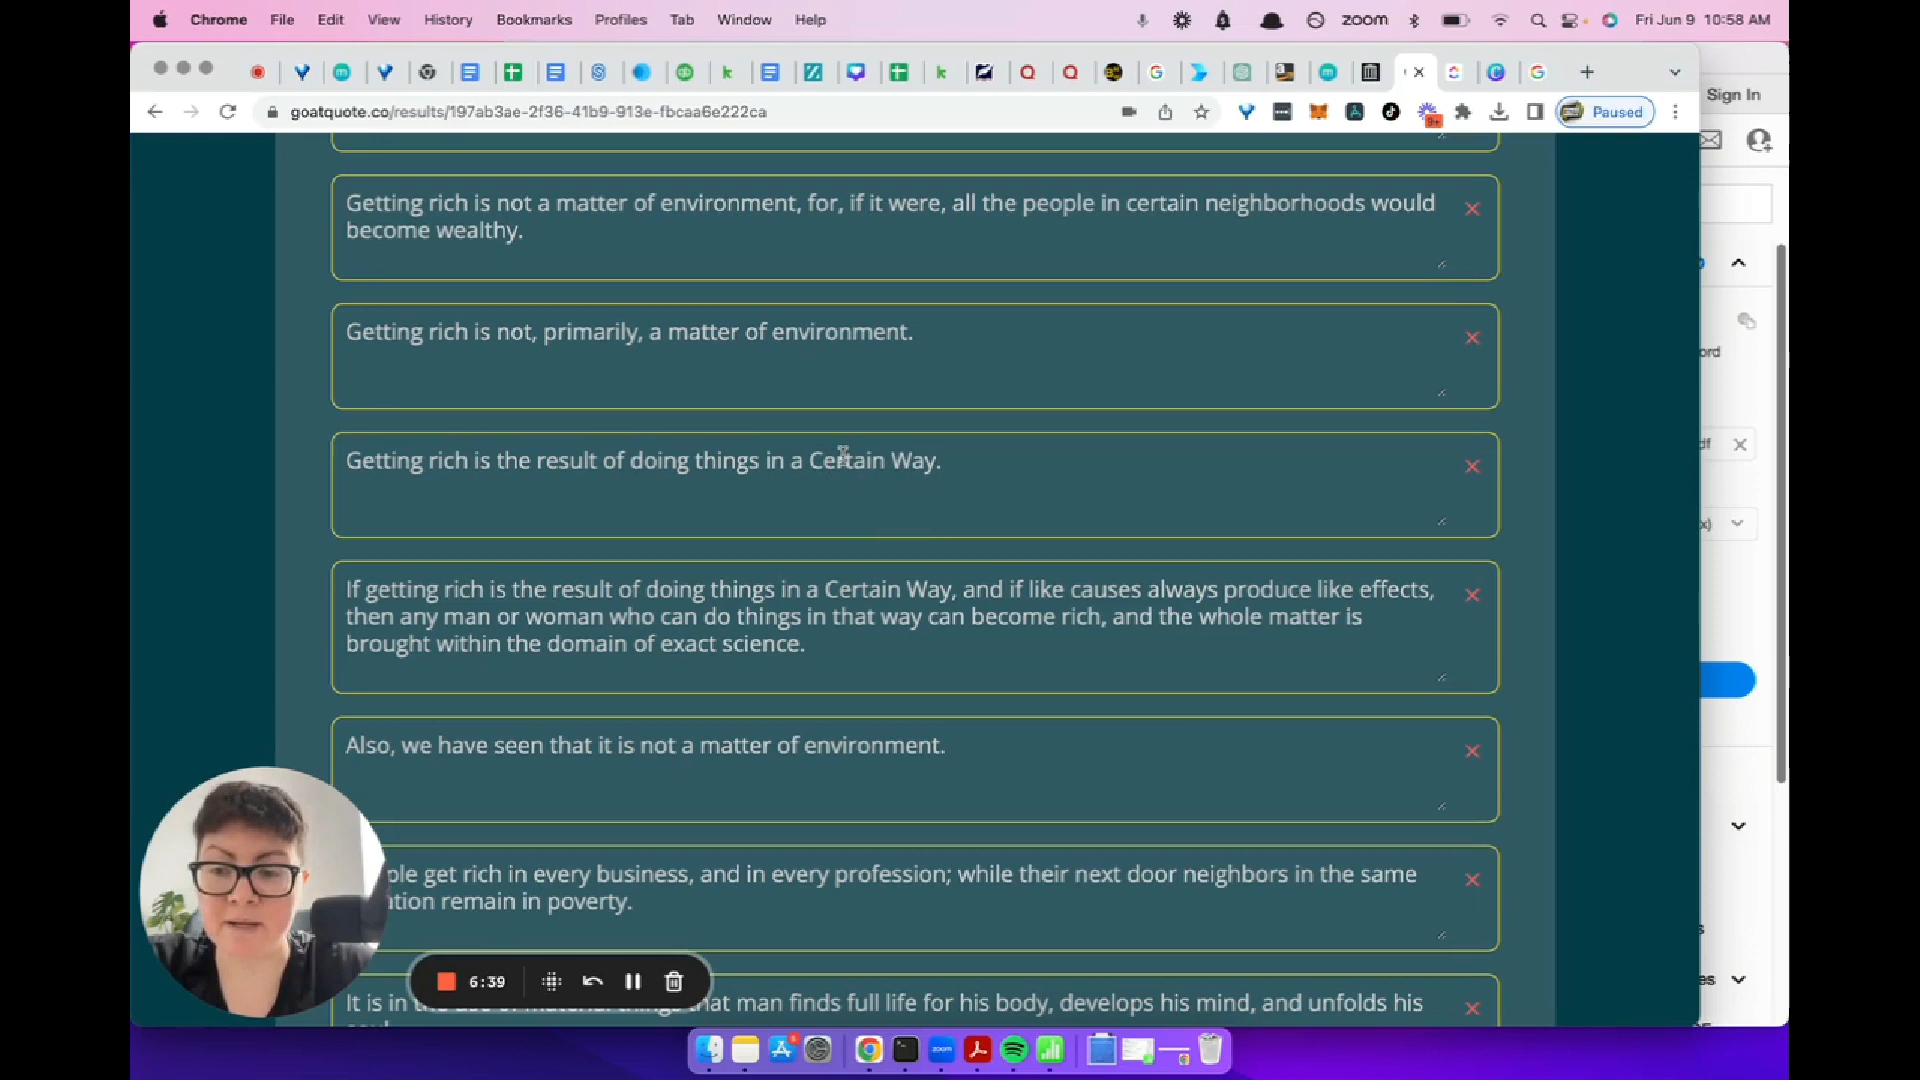 Chrome File Edit View History Bookmarks Profiles Tab Window Help zoom Fri Jun 9 10:58 AM
goatquote.co/results/197ab3ae-2f36-41b9-913e-fbcaa6e222ca 9+ Paused
Sign In
Getting rich is not a matter of environment, for, if it were, all the people in certain neighborhoods would
become wealthy.
Getting rich is not, primarily, a matter of environment.
ord
df
Getting rich is the result of doing things in a Certain Way.
x)
If getting rich is the result of doing things in a Certain Way, and if like causes always produce like effects,
then any man or woman who can do things in that way can become rich, and the whole matter is
brought within the domain of exact science.
Also, we have seen that it is not a matter of environment.
ple get rich in every business, and in every profession; while their next door neighbors in the same
ation remain in poverty.
s
es
6:39
It is in that man finds full life for his body, develops his mind, and unfolds his